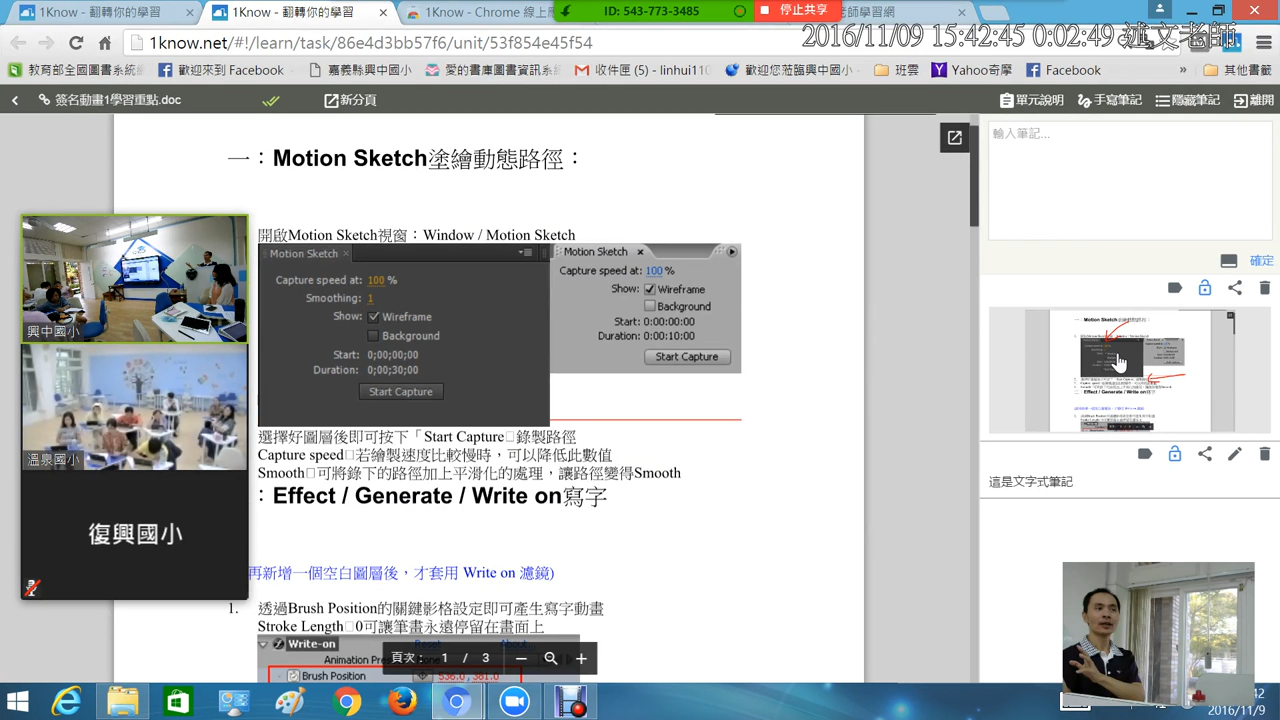 1Know - 翻轉你的學習
1Know - 翻轉你的學習
1Know - Chrome 線上
ID: 543-773-3485
停止共享
師學習網
2016/11/09 15:42:45 0:02:49 述文老師
1know.net/#!/learn/task/86e4d3bb57f6/unit/53f854e45f54
教育部全國圖書系統
歡迎來到 Facebook
嘉義縣興中國小
愛的書庫圖書資訊系統
收件匣 (5) - linhui110
歡迎您蒞臨興中國小
班雲
Yahoo奇摩
Facebook
»
其他書籤
簽名動畫1學習重點.doc
新分頁
單元說明
手寫筆記
隱藏筆記
離開
一：Motion Sketch塗繪動態路徑：
開啟Motion Sketch視窗：Window / Motion Sketch
Motion Sketch
Capture speed at: 100 %
Smoothing: 1
Show: Wireframe
Background
Start: 0;00;00;00
Duration: 0;00;30;00
Start Capture
Motion Sketch
Capture speed at: 100 %
Show: Wireframe
Background
Start: 0:00:00:00
Duration: 0:00:10:00
Start Capture
選擇好圖層後即可按下，Start Capture□錄製路徑
Capture speed□若繪製速度比較慢時，可以降低此數值
Smooth□可將錄下的路徑加上平滑化的處理，讓路徑變得Smooth
：Effect / Generate / Write on寫字
再新增一個空白圖層後，才套用 Write on 濾鏡)
1. 透過Brush Position的關鍵影格設定即可產生寫字動畫
Stroke Length□0可讓筆畫永遠停留在畫面上
Write-on
Reset
About...
Animation Pre
Brush Position
536.0, 381.0
頁次： 1 / 3
興中國小
溫泉國小
復興國小
輸入筆記...
確定
這是文字式筆記
2016/11/9